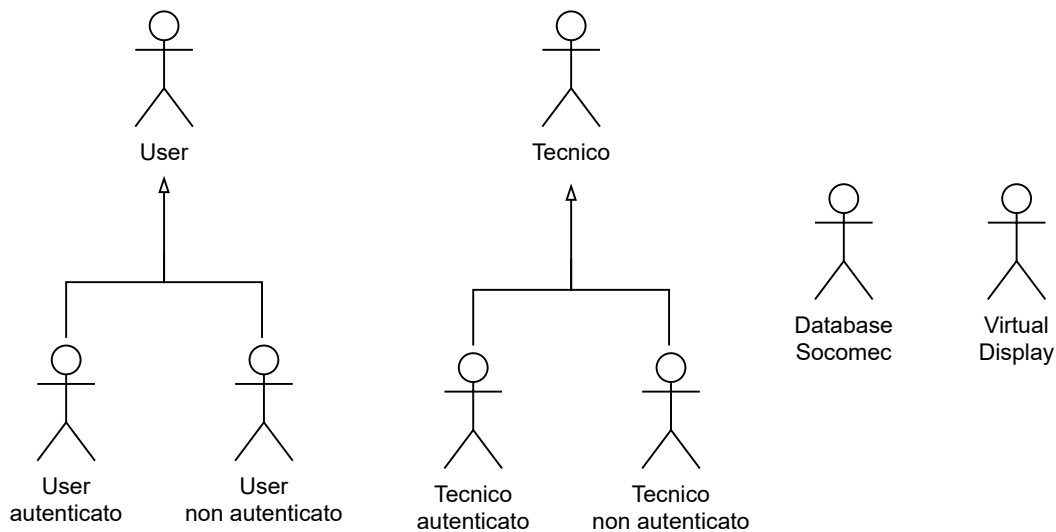 User
Tecnico
Database
Socomec
Virtual
Display
User
autenticato
User
non autenticato
Tecnico
autenticato
Tecnico
non autenticato